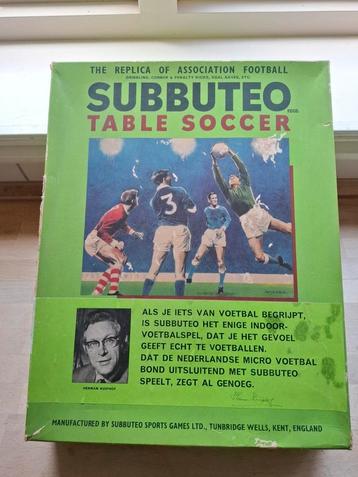 THE REPLICA OF ASSOCIATION FOOTBALL
DRIBBLING, CORNER & PENALTY KICKS, GOAL SAVES, ETC.
SUBBUTEO REGD.
TABLE SOCCER
3
ALS JE IETS VAN VOETBAL BEGRIJPT,
IS SUBBUTEO HET ENIGE INDOOR-
VOETBALSPEL, DAT JE HET GEVOEL
GEEFT ECHT TE VOETBALLEN.
DAT DE NEDERLANDSE MICRO VOETBAL
BOND UITSLUITEND MET SUBBUTEO
SPEELT, ZEGT AL GENOEG.
HERMAN KUIPHOF
MANUFACTURED BY SUBBUTEO SPORTS GAMES LTD., TUNBRIDGE WELLS, KENT, ENGLAND